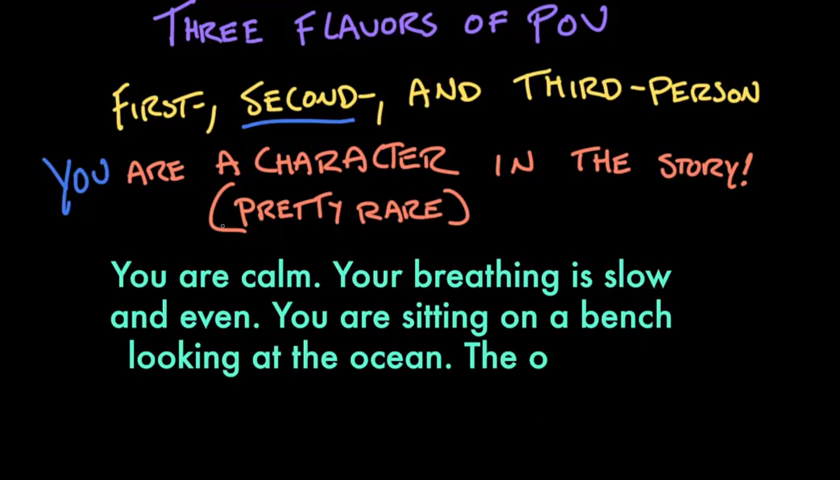 THREE FLAVORS OF POV
FIRST-, SECOND-, AND THIRD-PERSON
YOU ARE A CHARACTER IN THE STORY!
(PRETTY RARE)
You are calm. Your breathing is slow
and even. You are sitting on a bench
looking at the ocean. The o